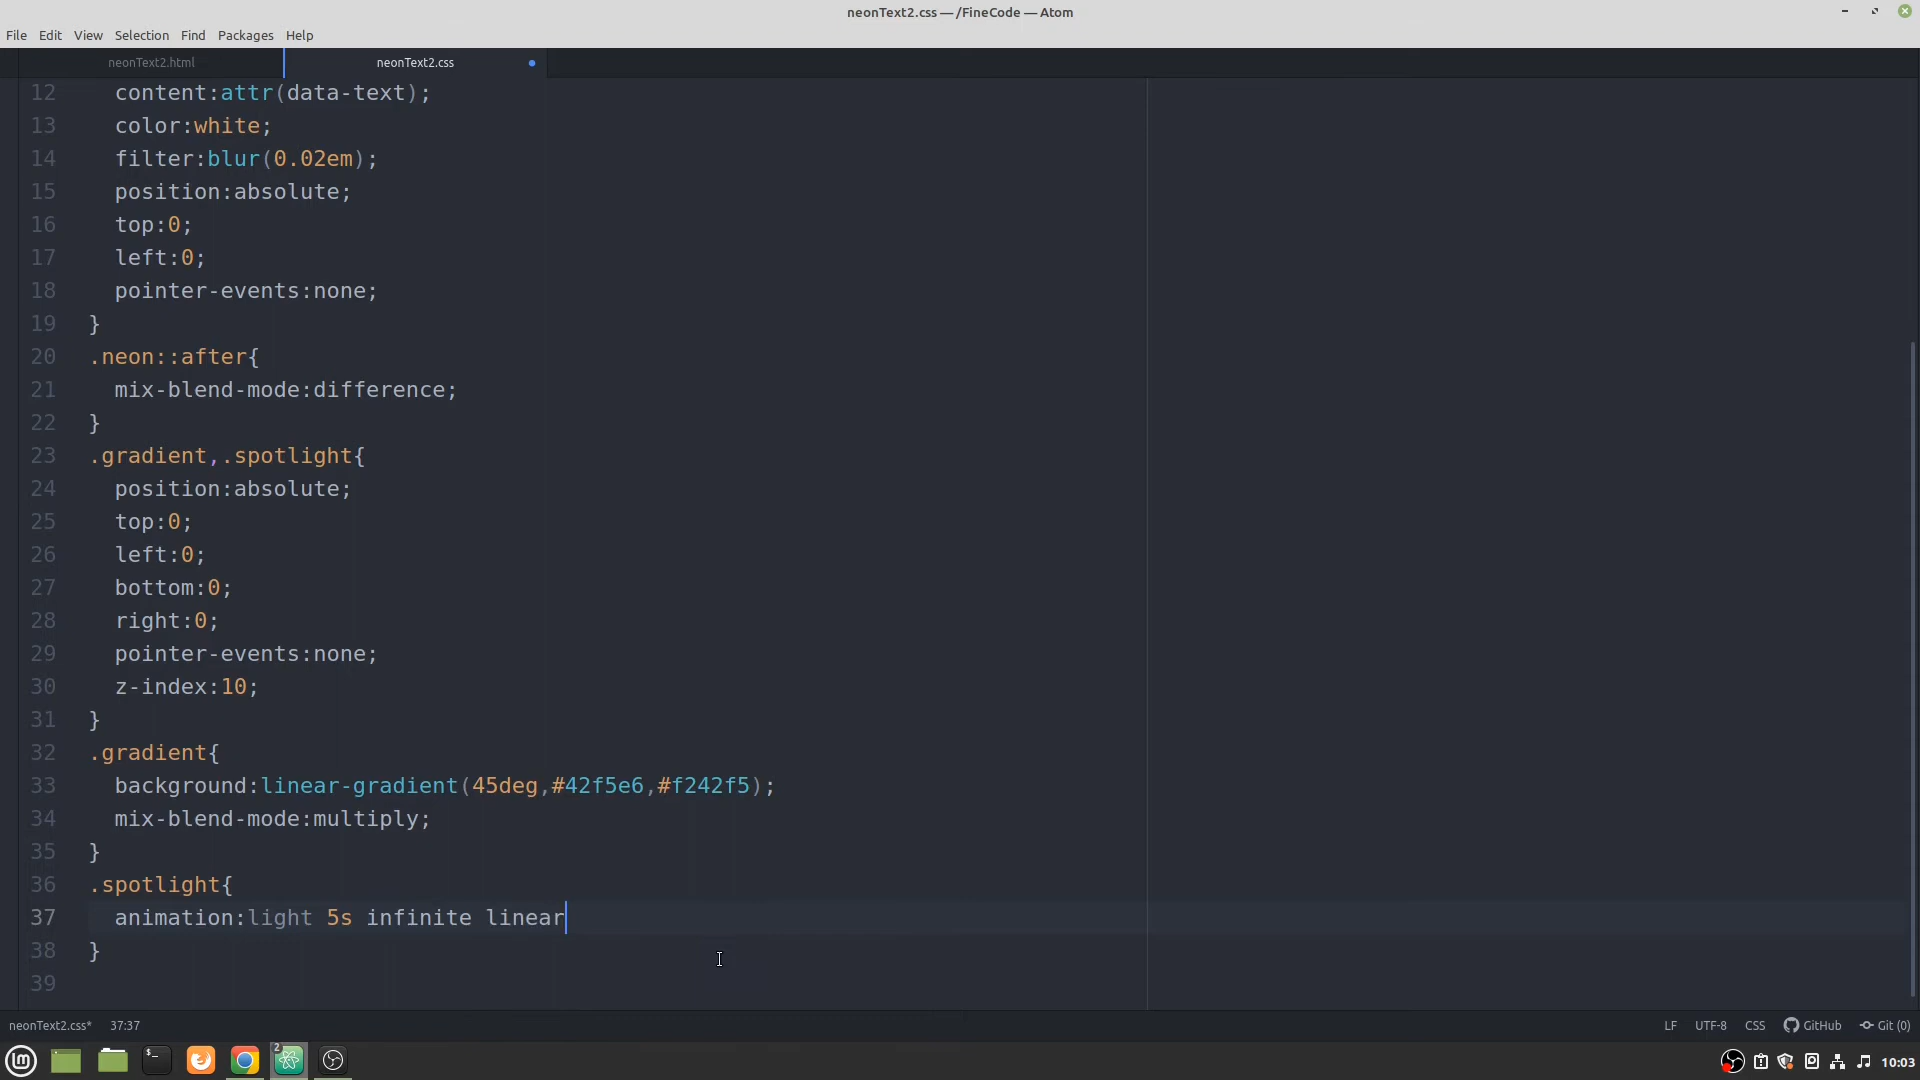 neonText2.css — /FineCode — Atom
File Edit View Selection Find Packages Help
neonText2.html neonText2.css
12 content:attr(data-text);
13 color:white;
14 filter:blur(0.02em);
15 position:absolute;
16 top:0;
17 left:0;
18 pointer-events:none;
19 }
20 .neon::after{
21 mix-blend-mode:difference;
22 }
23 .gradient,.spotlight{
24 position:absolute;
25 top:0;
26 left:0;
27 bottom:0;
28 right:0;
29 pointer-events:none;
30 z-index:10;
31 }
32 .gradient{
33 background:linear-gradient(45deg,#42f5e6,#f242f5);
34 mix-blend-mode:multiply;
35 }
36 .spotlight{
37 animation:light 5s infinite linear
38 }
39
neonText2.css* 37:37 LF UTF-8 CSS GitHub Git (0)
2 10:03